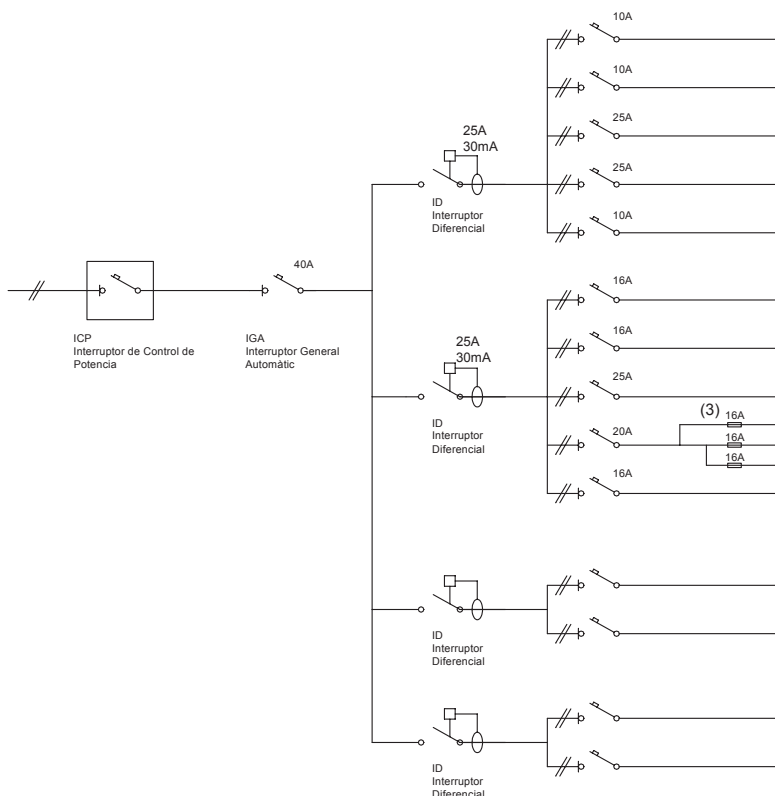 10A
10A
25A
25A
30mA
25A
ID
Interruptor
Diferencial
10A
40A
16A
ICP
Interruptor de Control de
Potencia
IGA
Interruptor General
Automàtic
16A
25A
30mA
25A
ID
Interruptor
Diferencial
(3)
16A
20A
16A
16A
16A
ID
Interruptor
Diferencial
ID
Interruptor
Diferencial